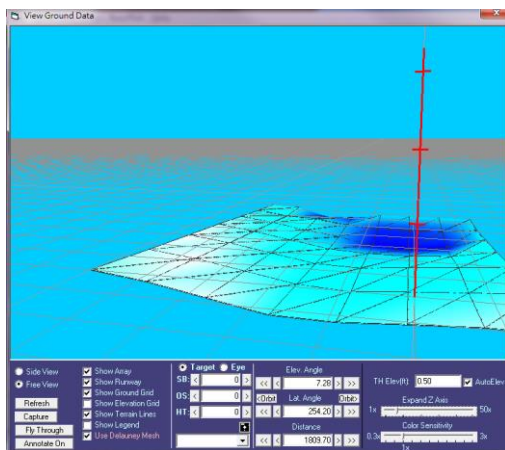 View Ground Data
X
Side View
Free View
Refresh
Capture
Fly Through
Annotate On
Show Array
Show Runway
Show Ground Grid
Show Elevation Grid
Show Terrain Lines
Show Legend
Use Delauney Mesh
Target Eye
SB: < 0 >
OS: < 0 >
HT: < 0 >
Elev. Angle
<< < 7.28 > >>
<Orbit Lat. Angle Orbit>
<< < 254.20 > >>
Distance
<< < 1809.70 > >>
TH Elev(ft) 0.50 AutoElev
Expand Z Axis
1x 50x
Color Sensitivity
0.3x 3x
1x